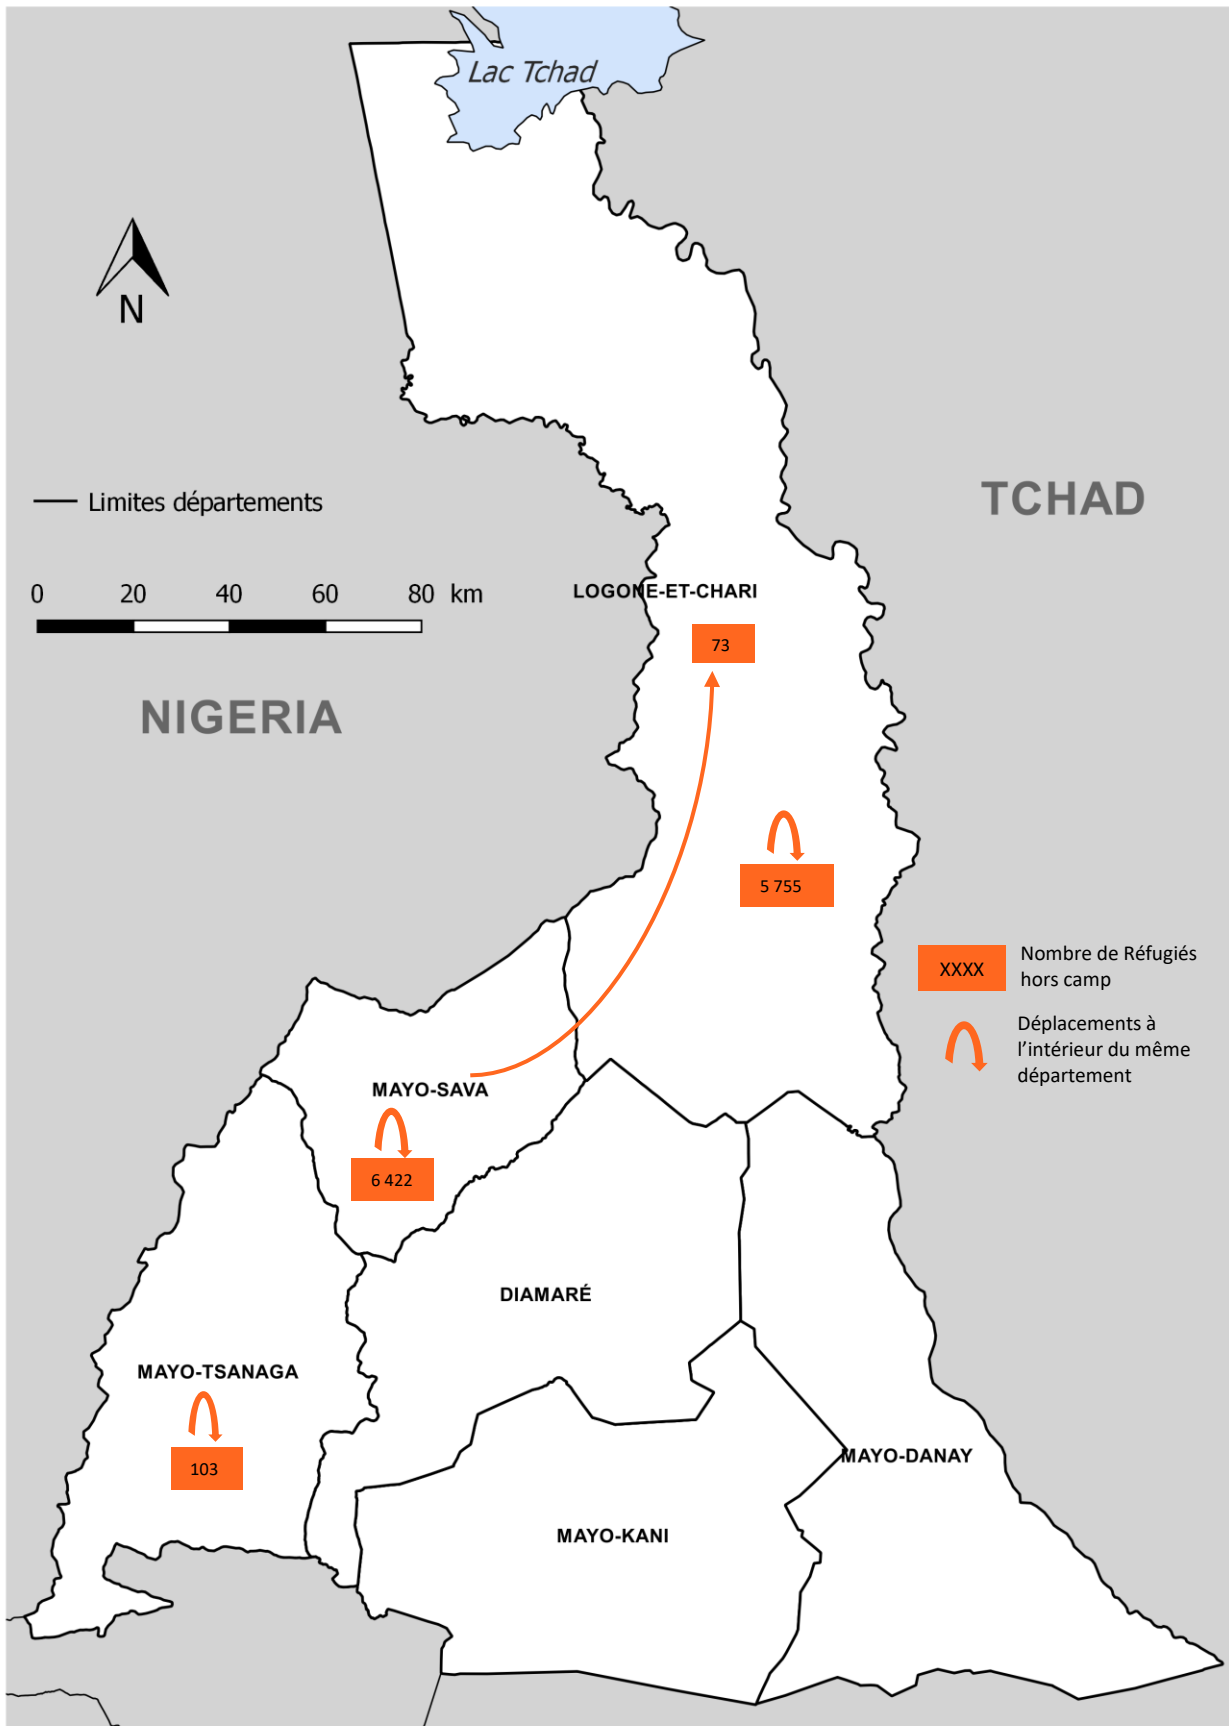 Lac Tchad
N
Limites départements
TCHAD
0 20 40 60 80 km
LOGONE-ET-CHARI
73
NIGERIA
5 755
XXXX
Nombre de Réfugiés
hors camp
Déplacements à
l’intérieur du même
département
MAYO-SAVA
6 422
DIAMARÉ
MAYO-TSANAGA
103
MAYO-DANAY
MAYO-KANI